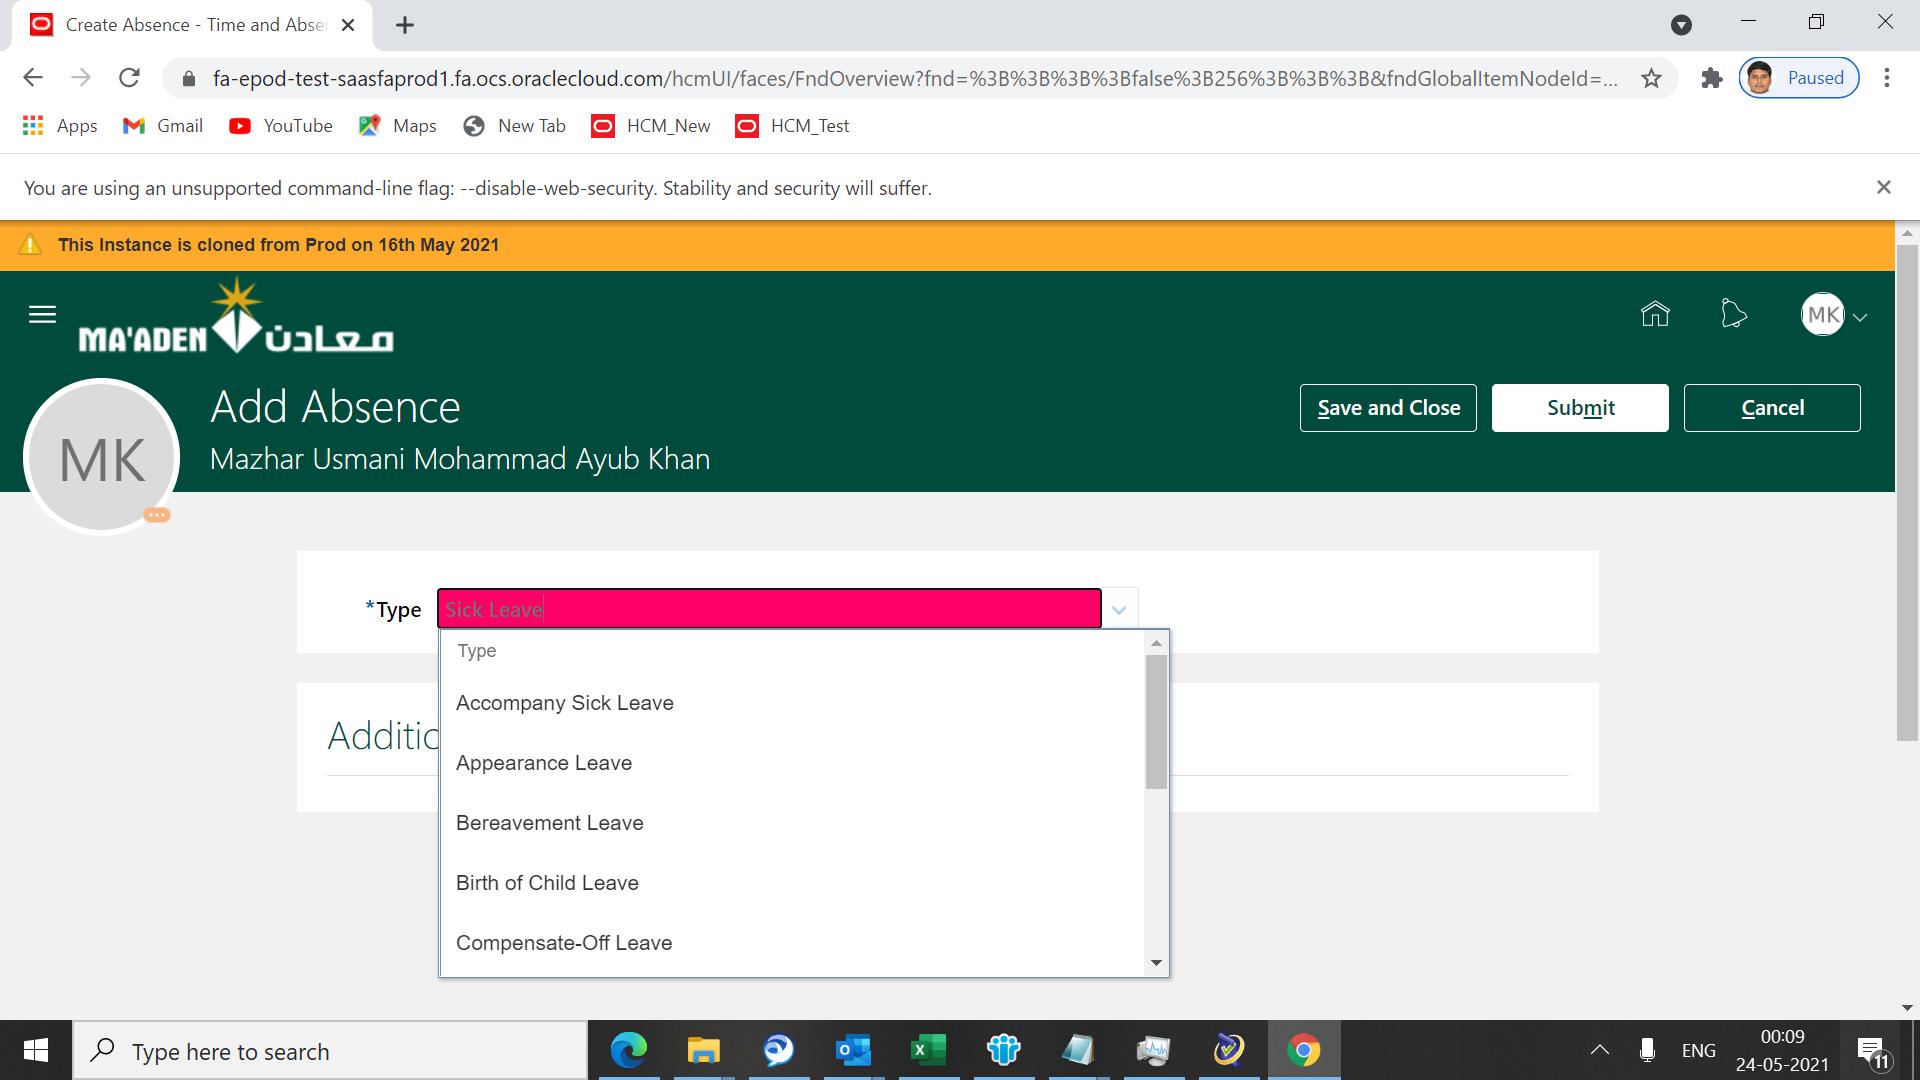 Create Absence - Time and Abse
fa-epod-test-saasfaprod1.fa.ocs.oraclecloud.com/hcmUI/faces/FndOverview?fnd=%3B%3B%3B%3Bfalse%3B256%3B%3B%3B&fndGlobalItemNodeId=...
Paused
Apps
Gmail
YouTube
Maps
New Tab
HCM_New
HCM_Test
You are using an unsupported command-line flag: --disable-web-security. Stability and security will suffer.
This Instance is cloned from Prod on 16th May 2021
MA'ADEN معادن
MK
MK
Add Absence
Mazhar Usmani Mohammad Ayub Khan
Save and Close
Submit
Cancel
*Type
Sick Leave
Type
Accompany Sick Leave
Appearance Leave
Bereavement Leave
Birth of Child Leave
Compensate-Off Leave
Additio
Type here to search
ENG
00:09
24-05-2021
11